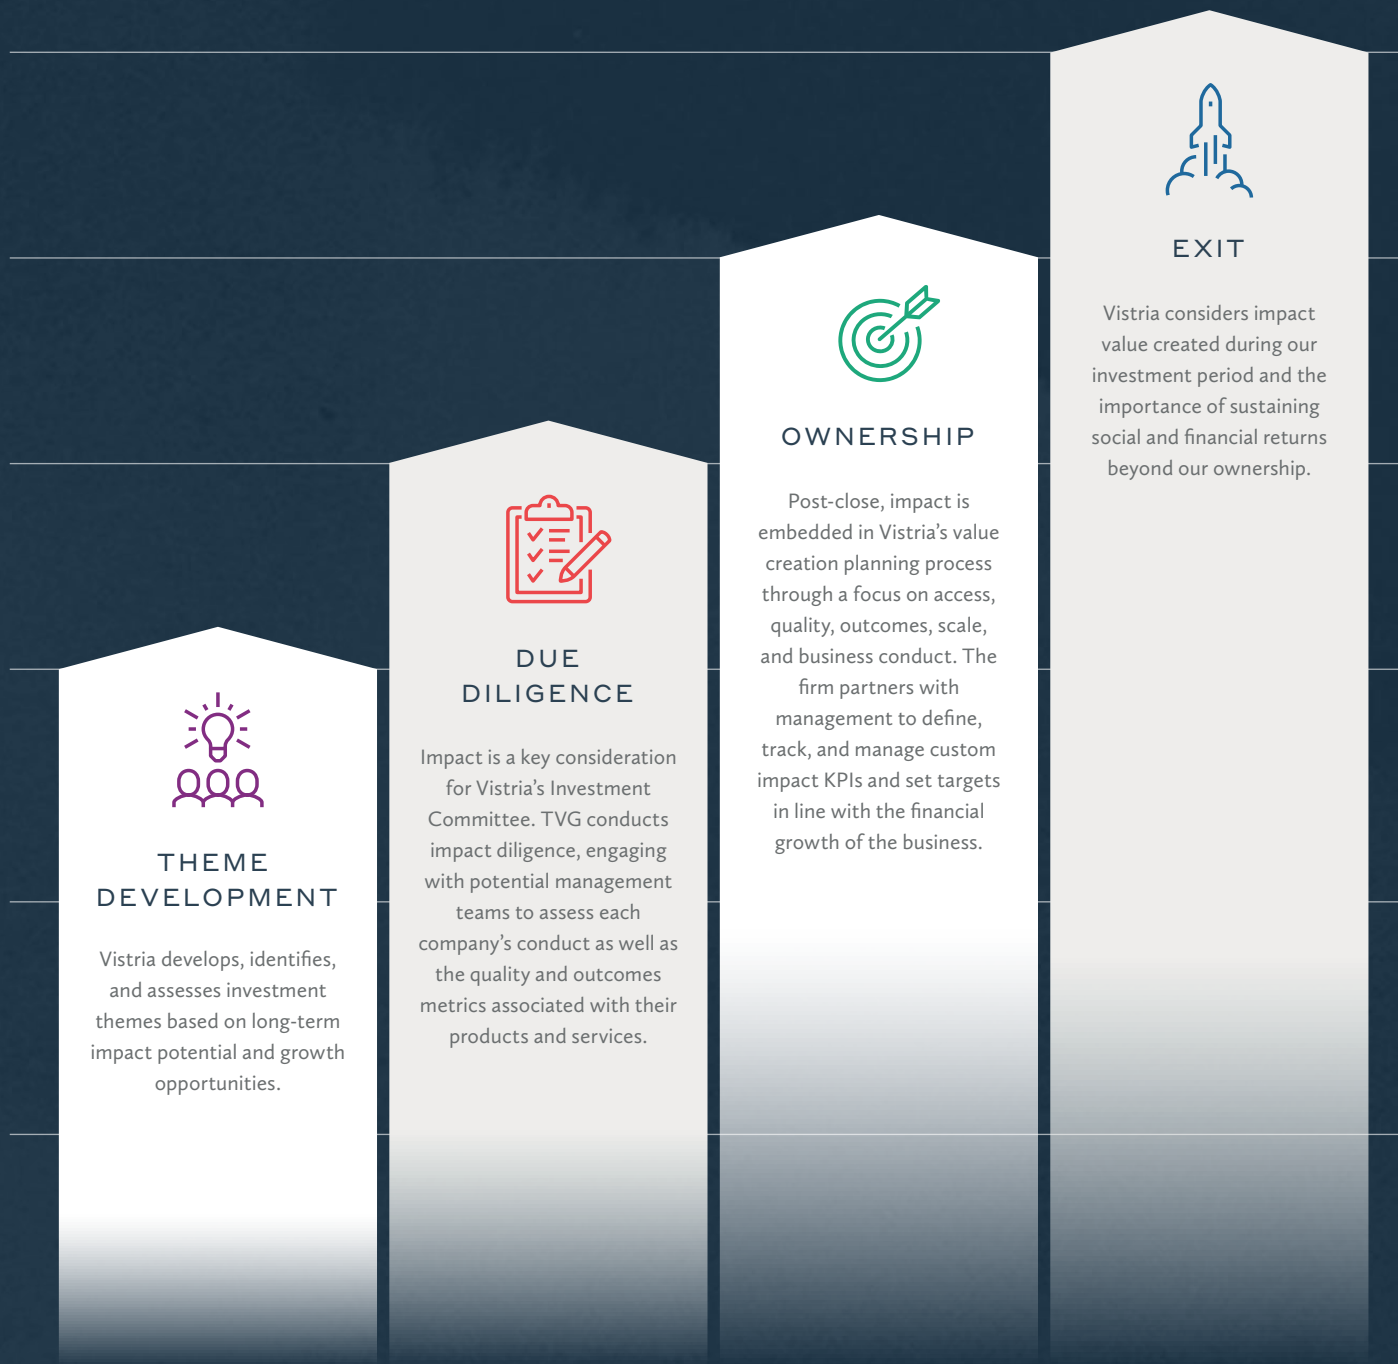 THEME
DEVELOPMENT
Vistria develops, identifies,
and assesses investment
themes based on long-term
impact potential and growth
opportunities.
DUE
DILIGENCE
Impact is a key consideration
for Vistria’s Investment
Committee. TVG conducts
impact diligence, engaging
with potential management
teams to assess each
company’s conduct as well as
the quality and outcomes
metrics associated with their
products and services.
OWNERSHIP
Post-close, impact is
embedded in Vistria’s value
creation planning process
through a focus on access,
quality, outcomes, scale,
and business conduct. The
firm partners with
management to define,
track, and manage custom
impact KPIs and set targets
in line with the financial
growth of the business.
EXIT
Vistria considers impact
value created during our
investment period and the
importance of sustaining
social and financial returns
beyond our ownership.